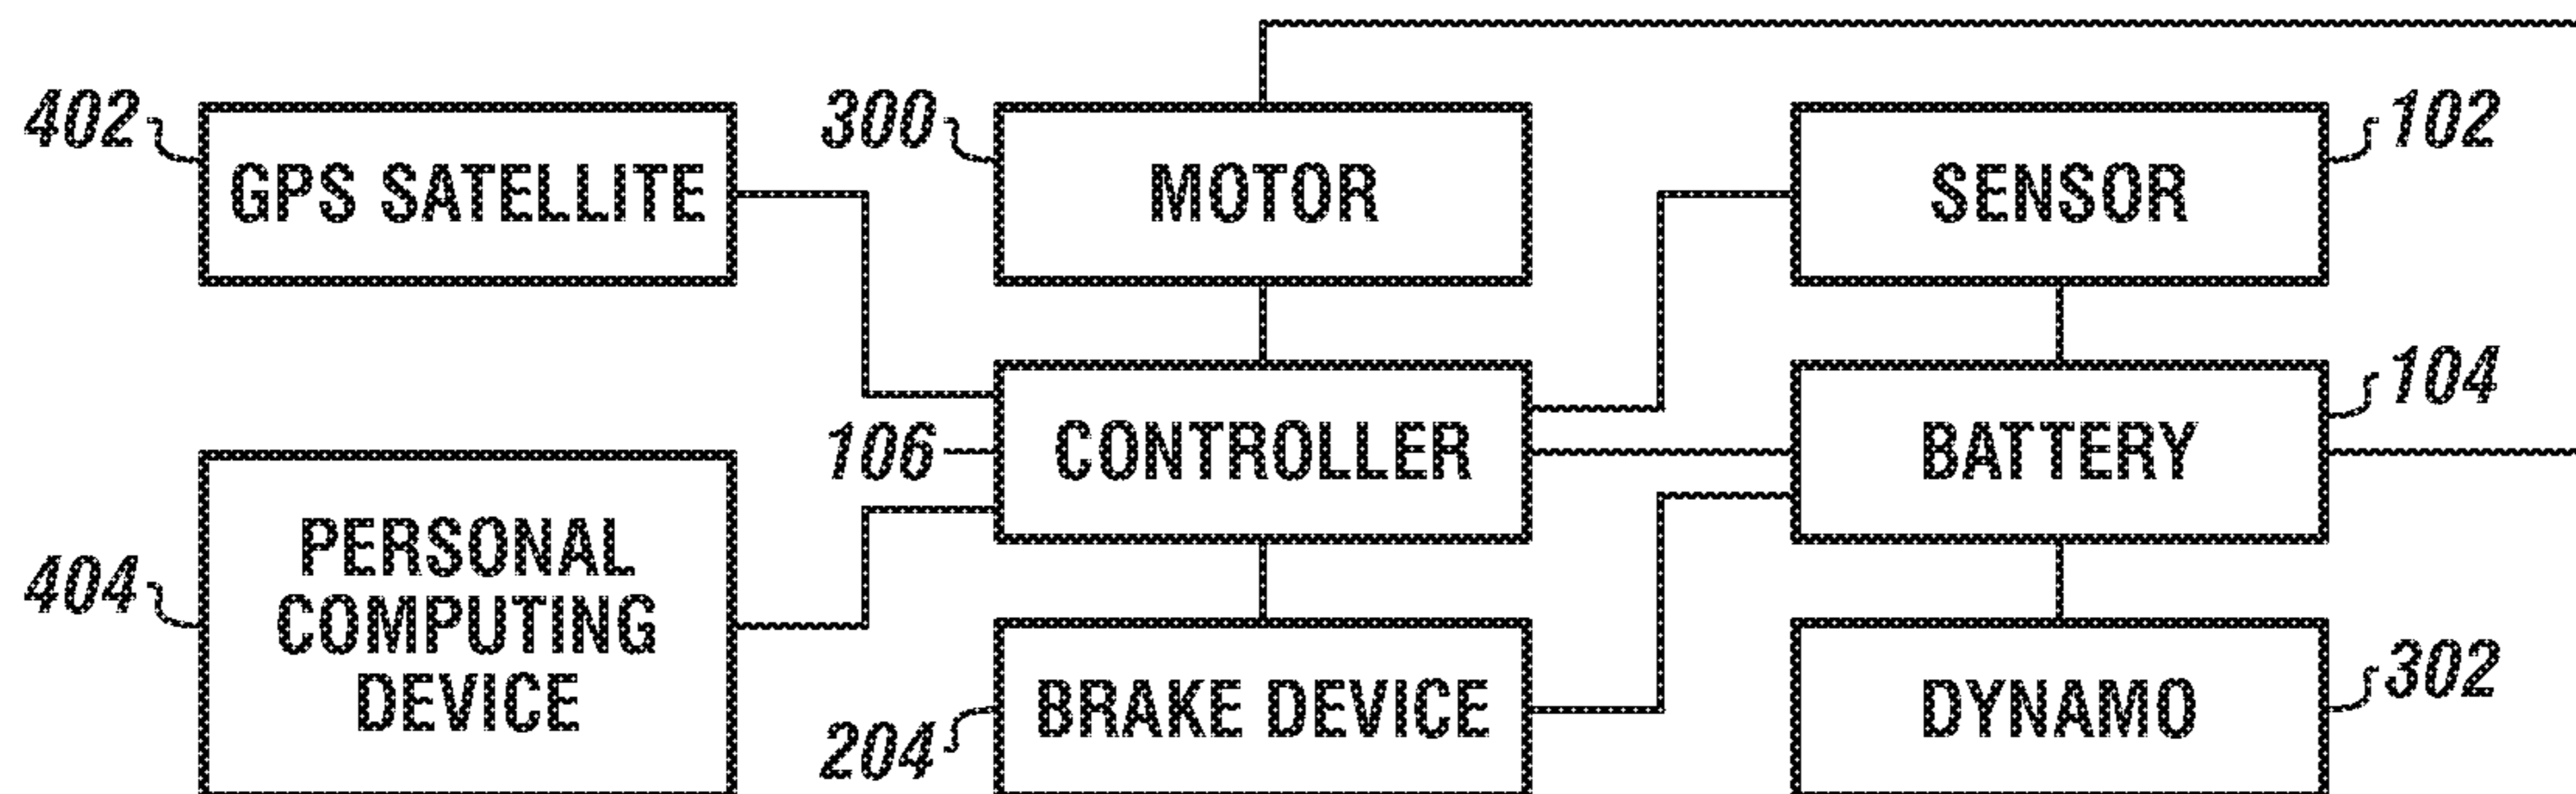 402
GPS SATELLITE
300
MOTOR
SENSOR
102
106
CONTROLLER
BATTERY
104
404
PERSONAL
COMPUTING
DEVICE
204
BRAKE DEVICE
DYNAMO
302